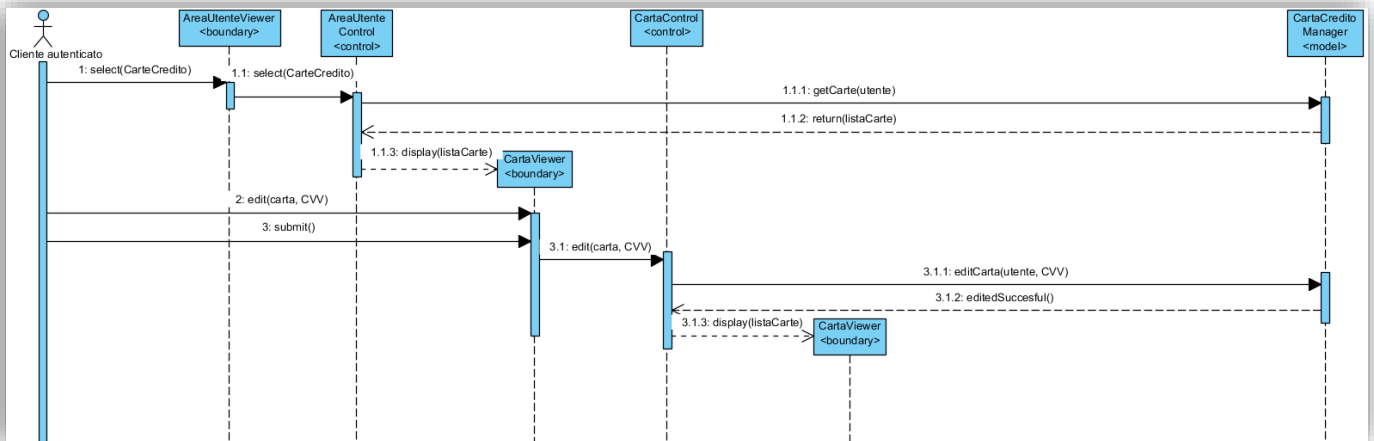 AreaUtenteViewer
<boundary>
AreaUtente
Control
<control>
CartaControl
<control>
CartaCredito
Manager
<model>
Cliente autenticato
1: select(CarteCredito)
1.1: select(CarteCredito)
1.1.1: getCarte(utente)
1.1.2: return(listaCarte)
1.1.3: display(listaCarte)
CartaViewer
<boundary>
2: edit(carta, CVV)
3: submit()
3.1: edit(carta, CVV)
3.1.1: editCarta(utente, CVV)
3.1.2: editedSuccesful()
3.1.3: display(listaCarte)
CartaViewer
<boundary>